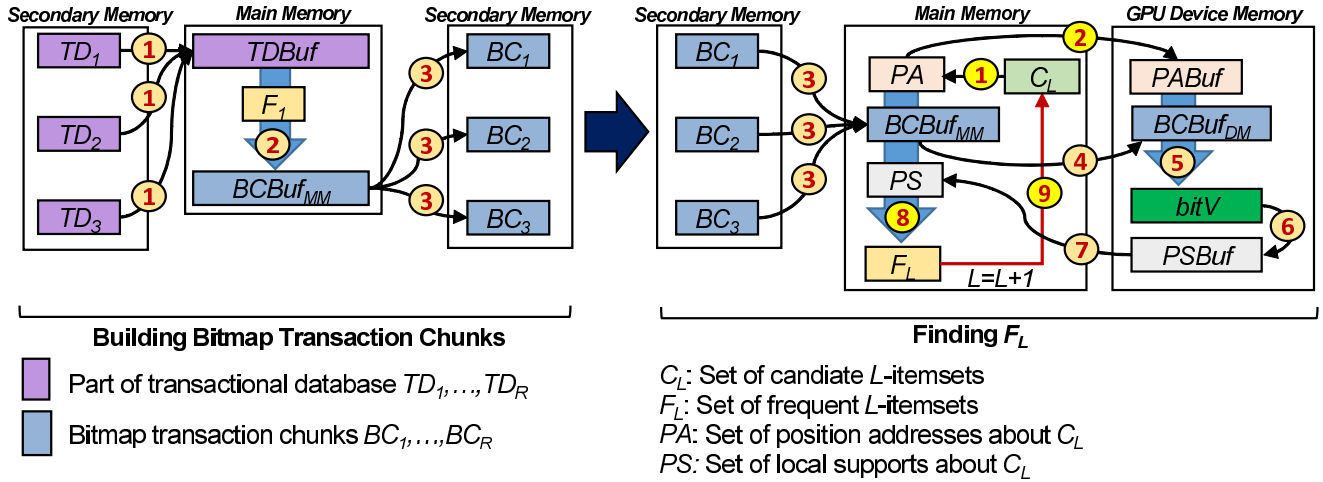 Secondary Memory
Main Memory
Secondary Memory
TD1
TD2
TD3
1
1
1
TDBuf
F1
2
BCBufMM
3
3
3
BC1
BC2
BC3
Building Bitmap Transaction Chunks
Part of transactional database TD1,...,TDR
Bitmap transaction chunks BC1,...,BCR
Secondary Memory
Main Memory
GPU Device Memory
BC1
BC2
BC3
3
3
3
PA
1
CL
2
BCBufMM
PS
8
9
FL
L=L+1
4
7
PABuf
BCBufDM
5
bitV
6
PSBuf
Finding FL
CL: Set of candiate L-itemsets
FL: Set of frequent L-itemsets
PA: Set of position addresses about CL
PS: Set of local supports about CL